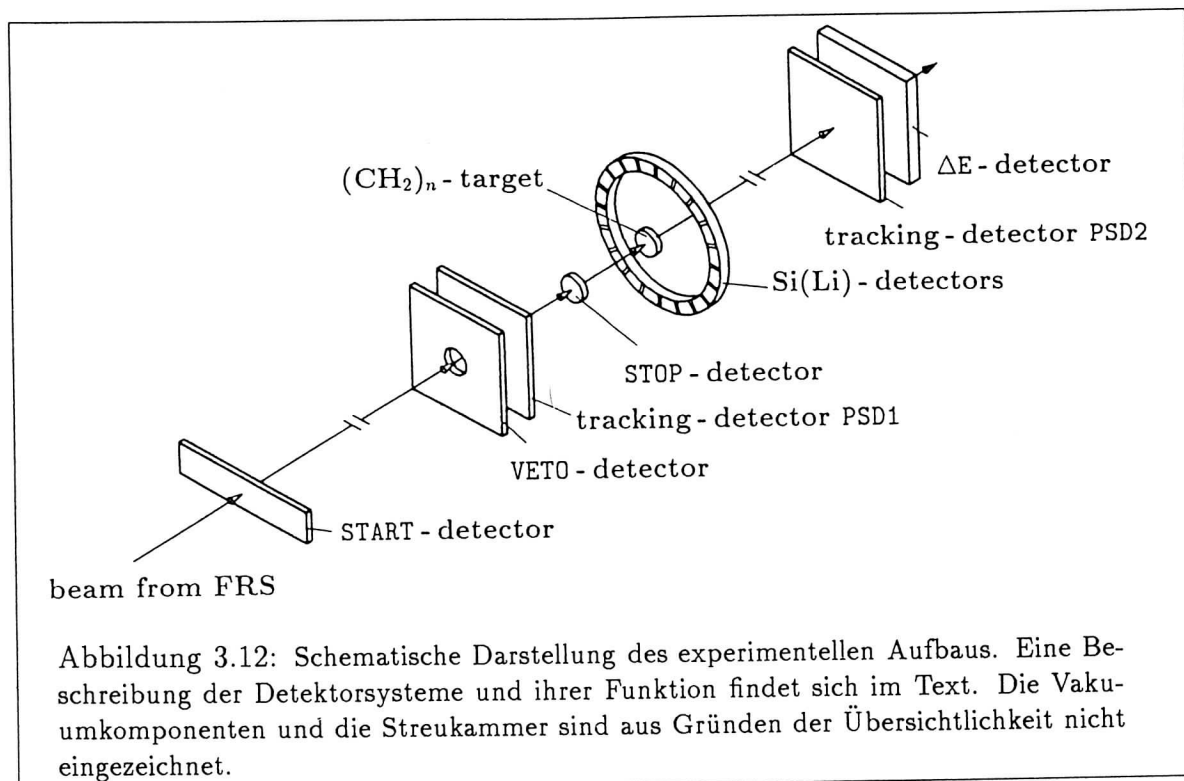 (CH₂)ₙ - target
ΔE - detector
tracking - detector PSD2
Si(Li) - detectors
STOP - detector
tracking - detector PSD1
VETO - detector
START - detector
beam from FRS
Abbildung 3.12: Schematische Darstellung des experimentellen Aufbaus. Eine Be-
schreibung der Detektorsysteme und ihrer Funktion findet sich im Text. Die Vaku-
umkomponenten und die Streukammer sind aus Gründen der Übersichtlichkeit nicht
eingezeichnet.